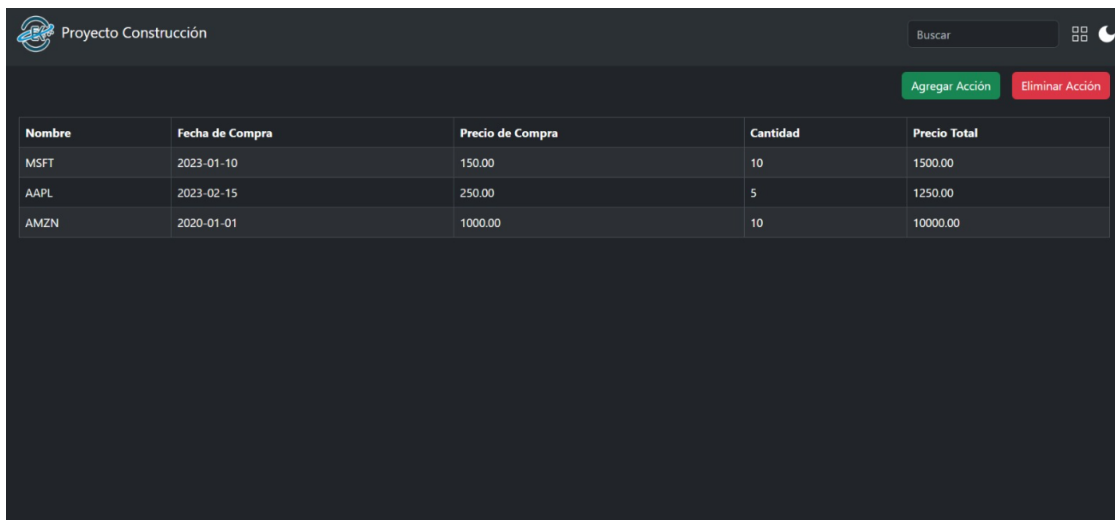 Proyecto Construcción
Buscar
Agregar Acción Eliminar Acción
Nombre Fecha de Compra Precio de Compra Cantidad Precio Total
MSFT 2023-01-10 150.00 10 1500.00
AAPL 2023-02-15 250.00 5 1250.00
AMZN 2020-01-01 1000.00 10 10000.00